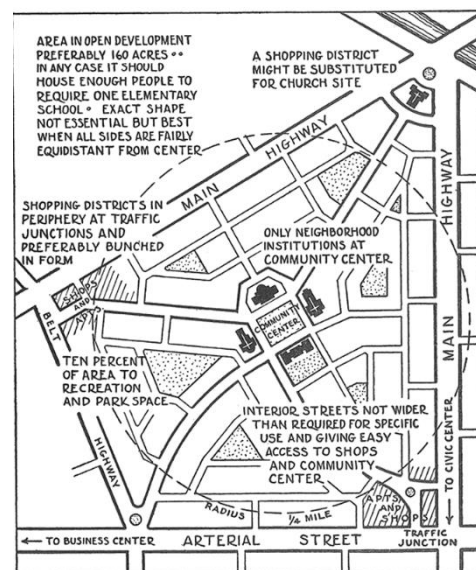 AREA IN OPEN DEVELOPMENT
PREFERABLY 160 ACRES • •
IN ANY CASE IT SHOULD
HOUSE ENOUGH PEOPLE TO
REQUIRE ONE ELEMENTARY
SCHOOL • EXACT SHAPE
NOT ESSENTIAL BUT BEST
WHEN ALL SIDES ARE FAIRLY
EQUIDISTANT FROM CENTER
A SHOPPING DISTRICT
MIGHT BE SUBSTITUTED
FOR CHURCH SITE
MAIN HIGHWAY
HIGHWAY
MAIN
SHOPPING DISTRICTS IN
PERIPHERY AT TRAFFIC
JUNCTIONS AND
PREFERABLY BUNCHED
IN FORM
ONLY NEIGHBORHOOD
INSTITUTIONS AT
COMMUNITY CENTER
SHOPS
AND
APTS
BELT
HIGHWAY
COMMUNITY
CENTER
TEN PERCENT
OF AREA TO
RECREATION
AND PARK SPACE
INTERIOR STREETS NOT WIDER
THAN REQUIRED FOR SPECIFIC
USE AND GIVING EASY
ACCESS TO SHOPS
AND COMMUNITY
CENTER
TO CIVIC CENTER
APTS.
AND
SHOPS
RADIUS 1/4 MILE
TO BUSINESS CENTER
ARTERIAL STREET
TRAFFIC
JUNCTION